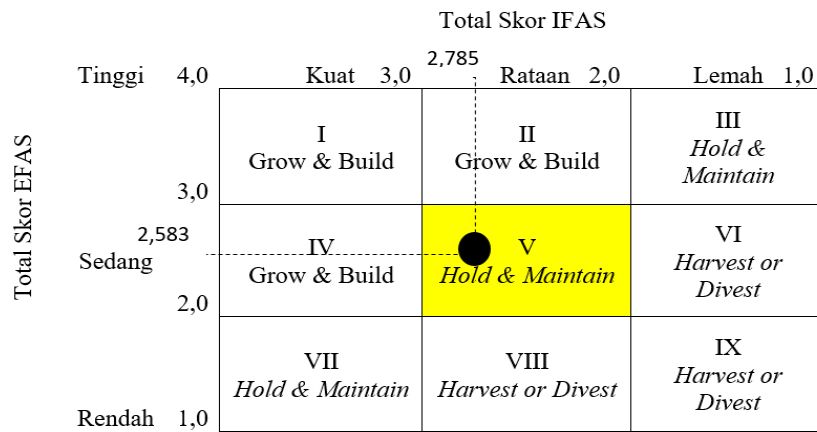 Total Skor IFAS
2,785
Tinggi 4,0 Kuat 3,0 Rataan 2,0 Lemah 1,0
I
Grow & Build
II
Grow & Build
III
Hold &
Maintain
3,0
Total Skor EFAS
2,583
Sedang
IV
Grow & Build
V
Hold & Maintain
VI
Harvest or
Divest
2,0
VII
Hold & Maintain
VIII
Harvest or Divest
IX
Harvest or
Divest
Rendah 1,0